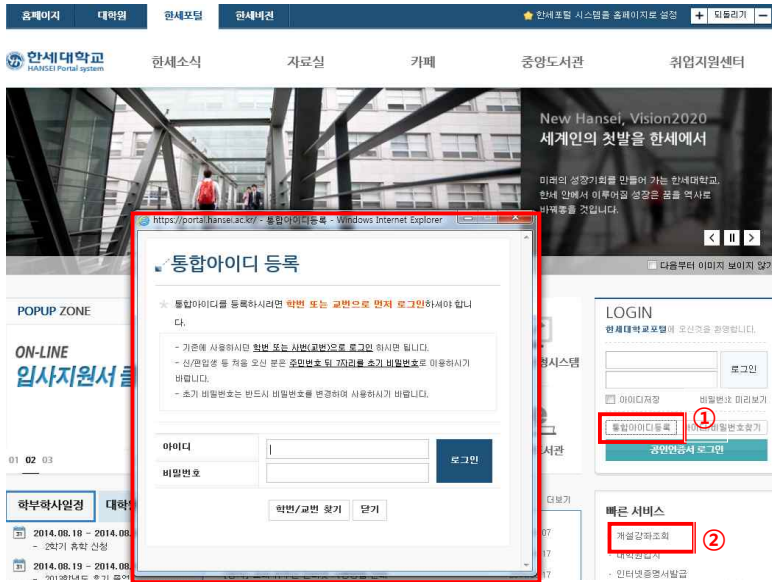 홈페이지 대학원 한세포털 한세비전 한세포털 시스템을 홈페이지로 설정 + 되돌리기 −
한세대학교
HANSEI Portal system
한세소식 자료실 카페 중앙도서관 취업지원센터
New Hansei, Vision2020
세계인의 첫발을 한세에서
미래의 성장기회를 만들어 가는 한세대학교,
한세 안에서 이루어질 성장은 꿈을 역사로
바꿔놓을 것입니다.
다음부터 이미지 보이지 않기
https://portal.hansei.ac.kr/ - 통합아이디등록 - Windows Internet Explorer
통합아이디 등록
통합아이디를 등록하시려면 학번 또는 교번으로 먼저 로그인하셔야 합니
다.
- 기존에 사용하시던 학번 또는 사번(교번)으로 로그인 하시면 됩니다.
- 신/편입생 등 처음 오신 분은 주민번호 뒤 7자리를 초기 비밀번호로 이용하시기
바랍니다.
- 초기 비밀번호는 반드시 비밀번호를 변경하여 사용하시기 바랍니다.
아이디
비밀번호
로그인
학번/교번 찾기 닫기
POPUP ZONE
ON-LINE
입사지원서
01 02 03
LOGIN
한세대학교포털에 오신것을 환영합니다.
로그인
아이디저장 비밀번호 미리보기
①
통합아이디등록 비밀번호찾기
공인인증서 로그인
학부학사일정
2014.08.18 - 2014.08.
- 2학기 휴학 신청
2014.08.19 - 2014.08.
더보기
빠른 서비스
개설강좌조회 ②
대학원입시
· 인터넷증명서발급